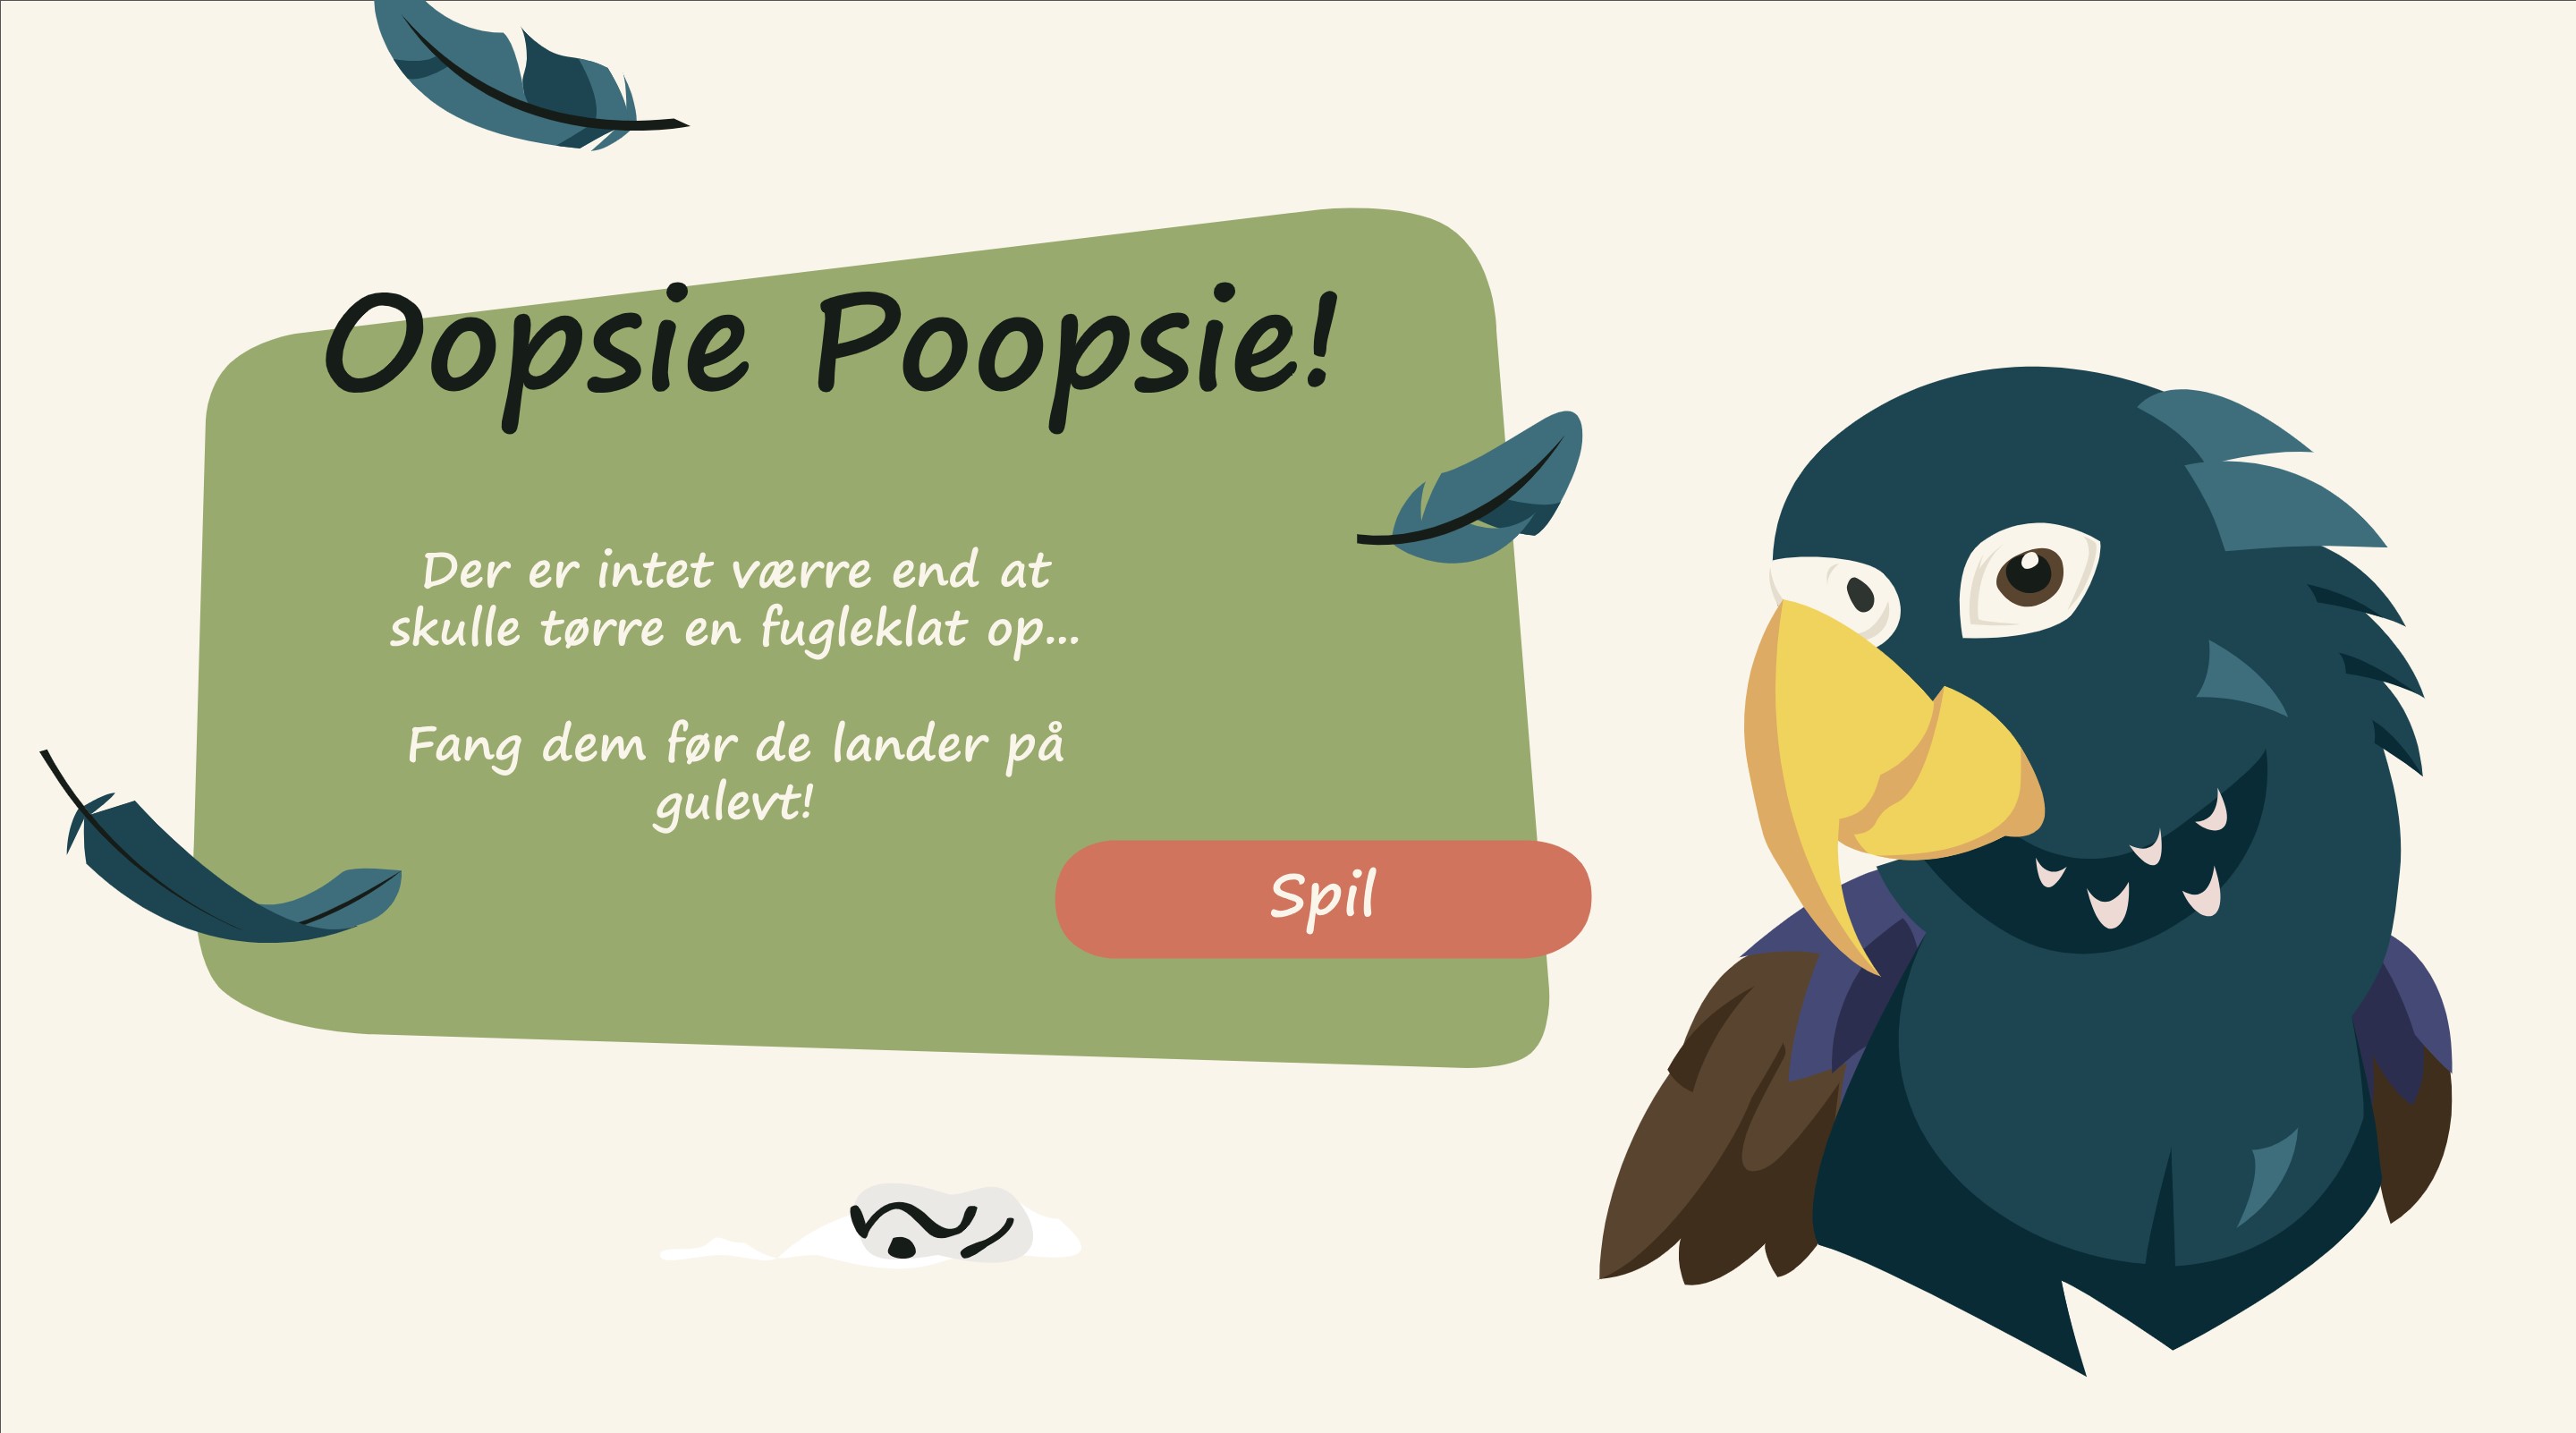 Oopsie Poopsie!
Der er intet værre end at
skulle tørre en fugleklat op...
Fang dem før de lander på
gulevt!
Spil